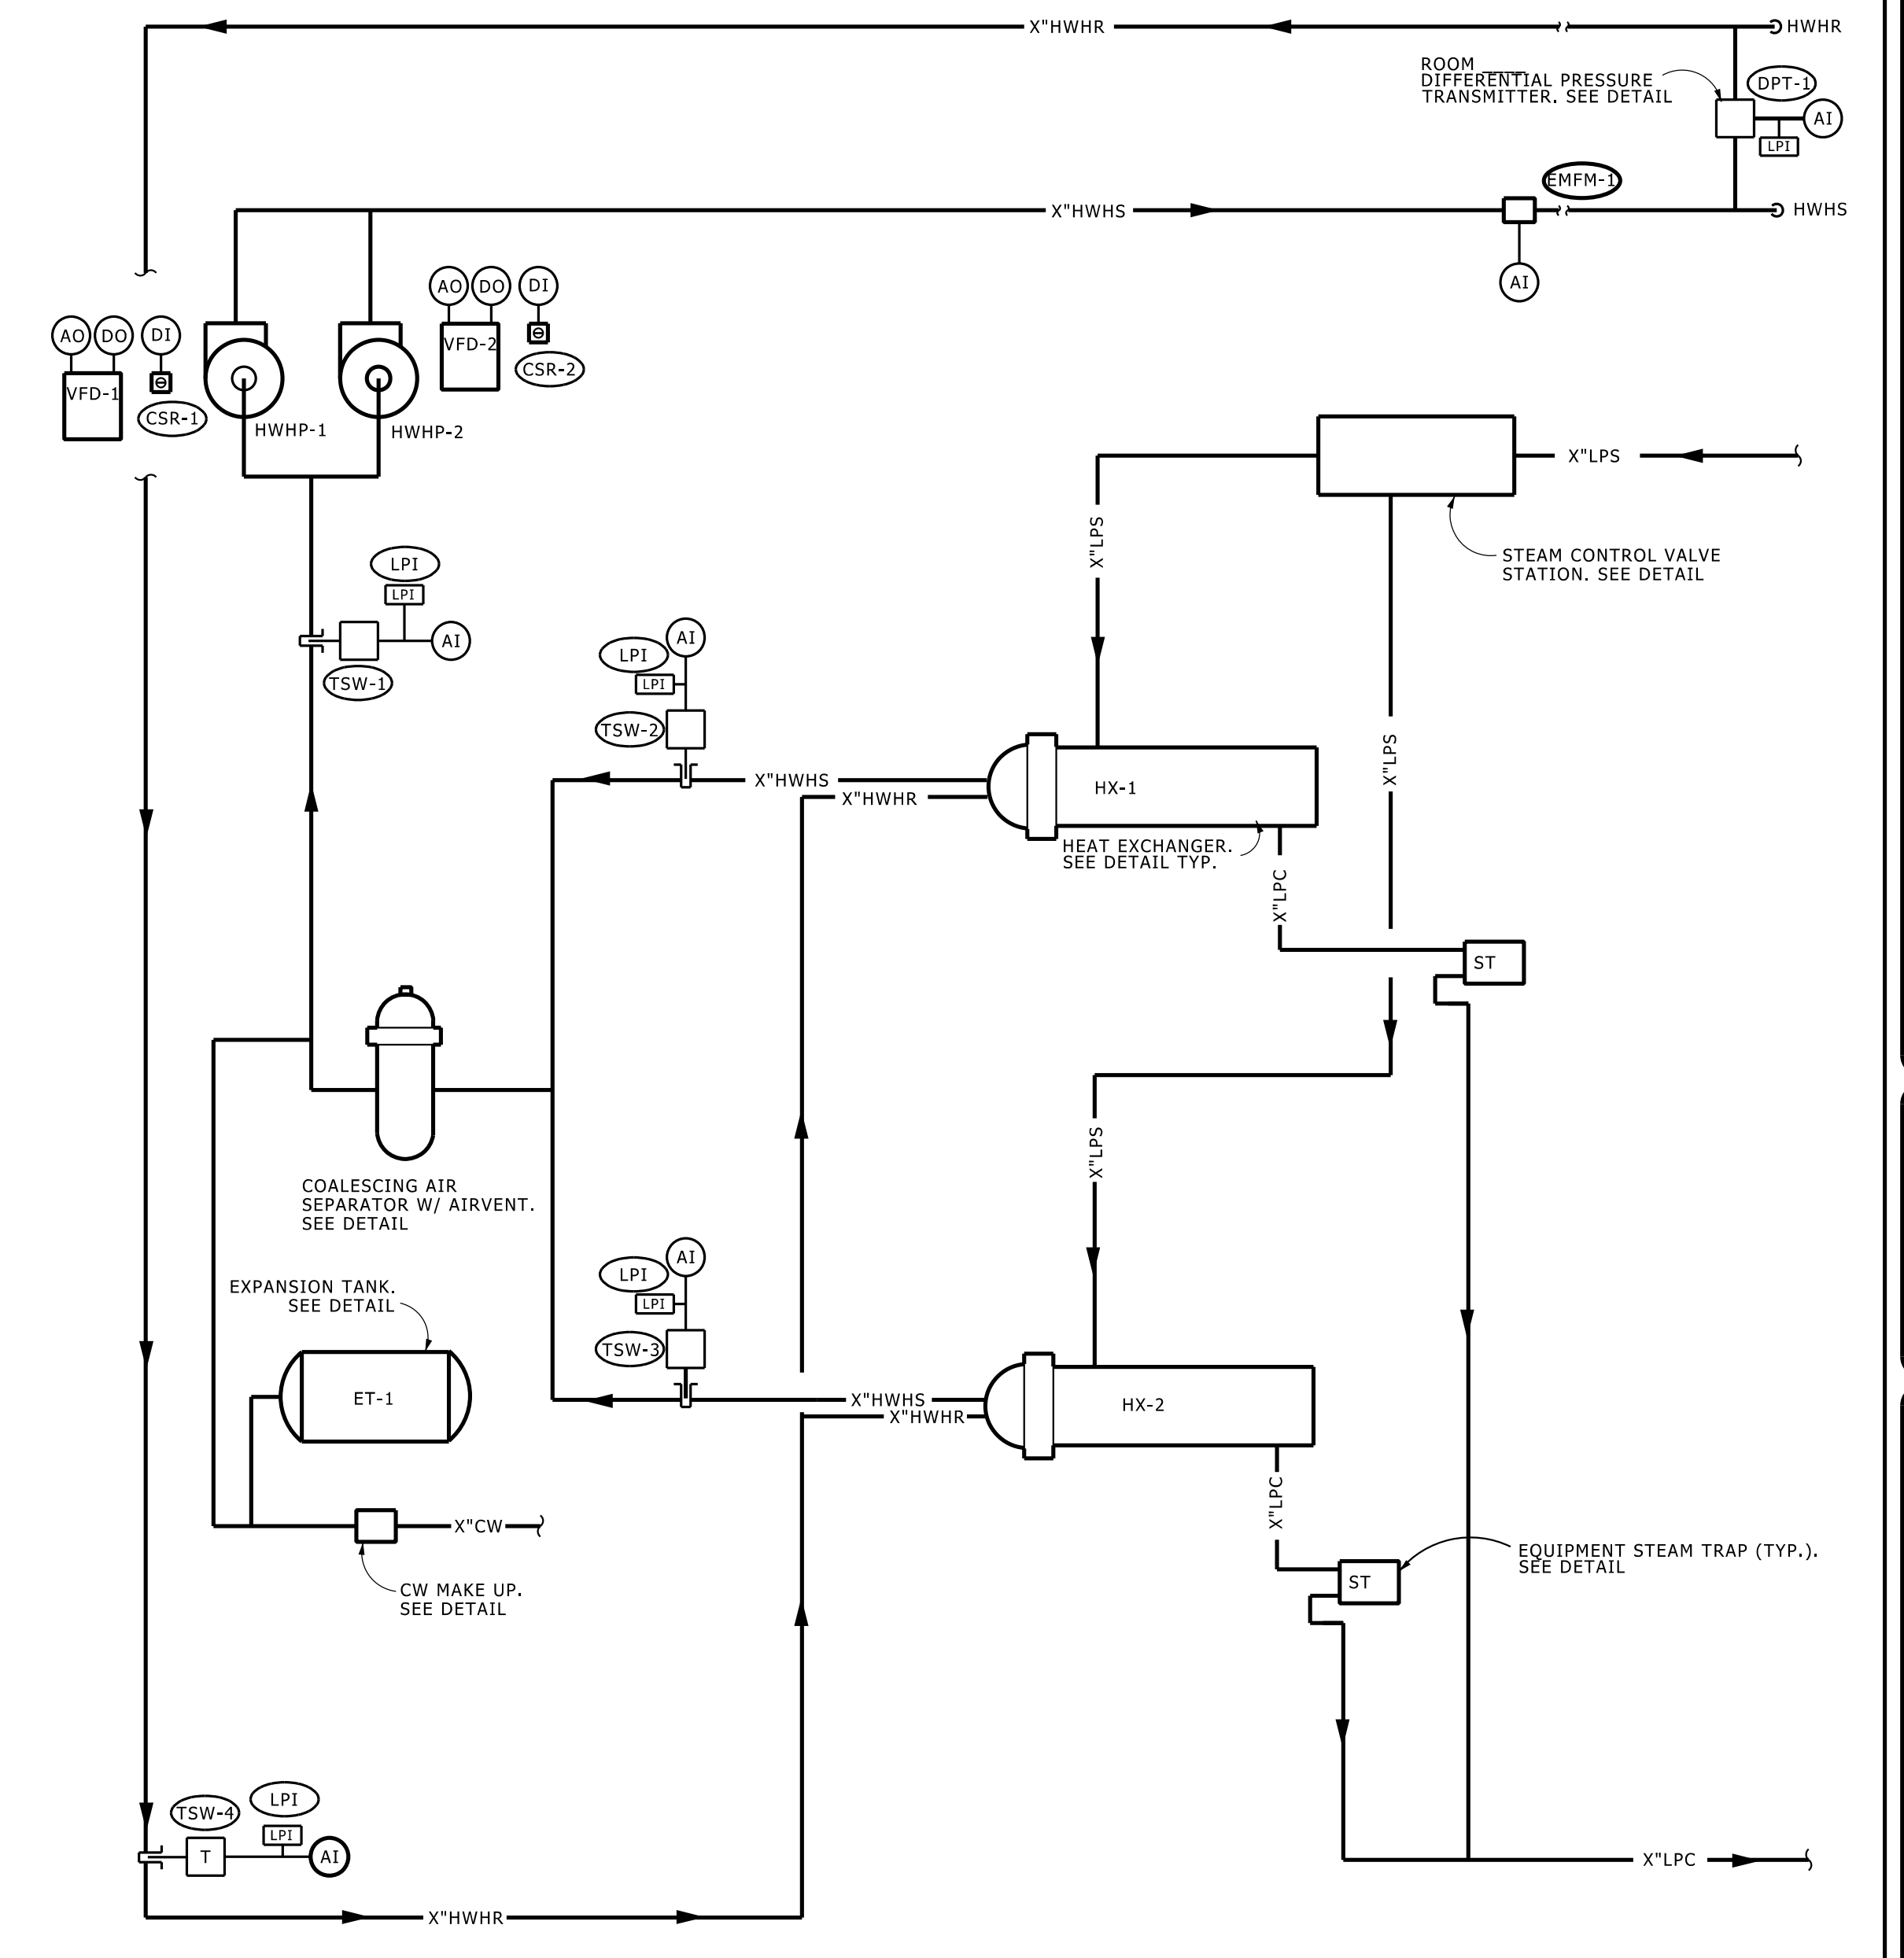 X"HWHR
HWHR
ROOM ____
DIFFERENTIAL PRESSURE
TRANSMITTER. SEE DETAIL
DPT-1
AI
LPI
EMFM-1
X"HWHS
HWHS
AI
AO
DO
DI
VFD-2
CSR-2
AO
DO
DI
VFD-1
CSR-1
HWHP-1
HWHP-2
X"LPS
X"LPS
STEAM CONTROL VALVE
STATION. SEE DETAIL
LPI
LPI
AI
TSW-1
AI
LPI
LPI
TSW-2
X"LPS
X"HWHS
X"HWHR
HX-1
HEAT EXCHANGER.
SEE DETAIL TYP.
X"LPC
ST
X"LPS
COALESCING AIR
SEPARATOR W/ AIRVENT.
SEE DETAIL
EXPANSION TANK.
SEE DETAIL
AI
LPI
LPI
TSW-3
ET-1
X"HWHS
X"HWHR
HX-2
X"LPC
X"CW
CW MAKE UP.
SEE DETAIL
EQUIPMENT STEAM TRAP (TYP.).
SEE DETAIL
ST
TSW-4
LPI
LPI
T
AI
X"LPC
X"HWHR